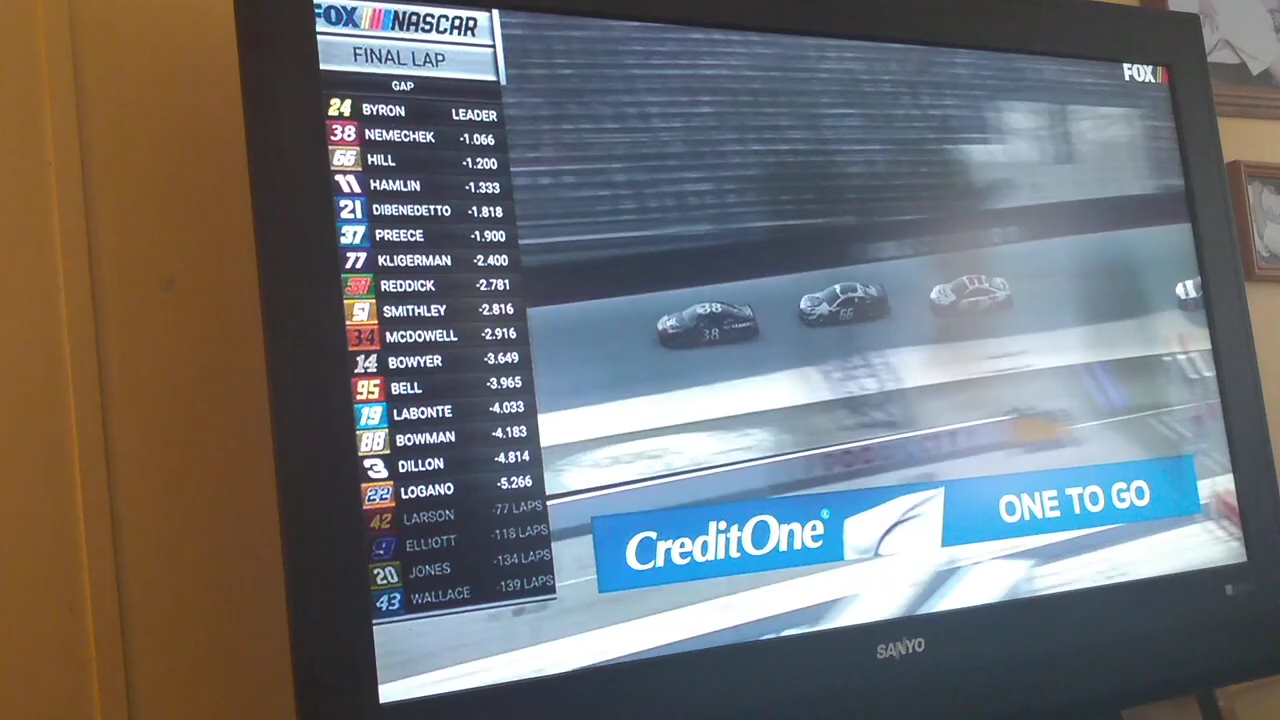 FOX NASCAR
FINAL LAP
GAP
24 BYRON LEADER
38 NEMECHEK -1.066
66 HILL -1.200
11 HAMLIN -1.333
21 DIBENEDETTO -1.818
37 PREECE -1.900
77 KLIGERMAN -2.400
31 REDDICK -2.781
51 SMITHLEY -2.816
34 MCDOWELL -2.916
14 BOWYER -3.649
95 BELL -3.965
19 LABONTE -4.033
88 BOWMAN -4.183
3 DILLON -4.814
22 LOGANO -5.266
42 LARSON -77 LAPS
9 ELLIOTT -118 LAPS
20 JONES -134 LAPS
43 WALLACE -139 LAPS
FOX
38
38
66
CreditOne
ONE TO GO
SANYO